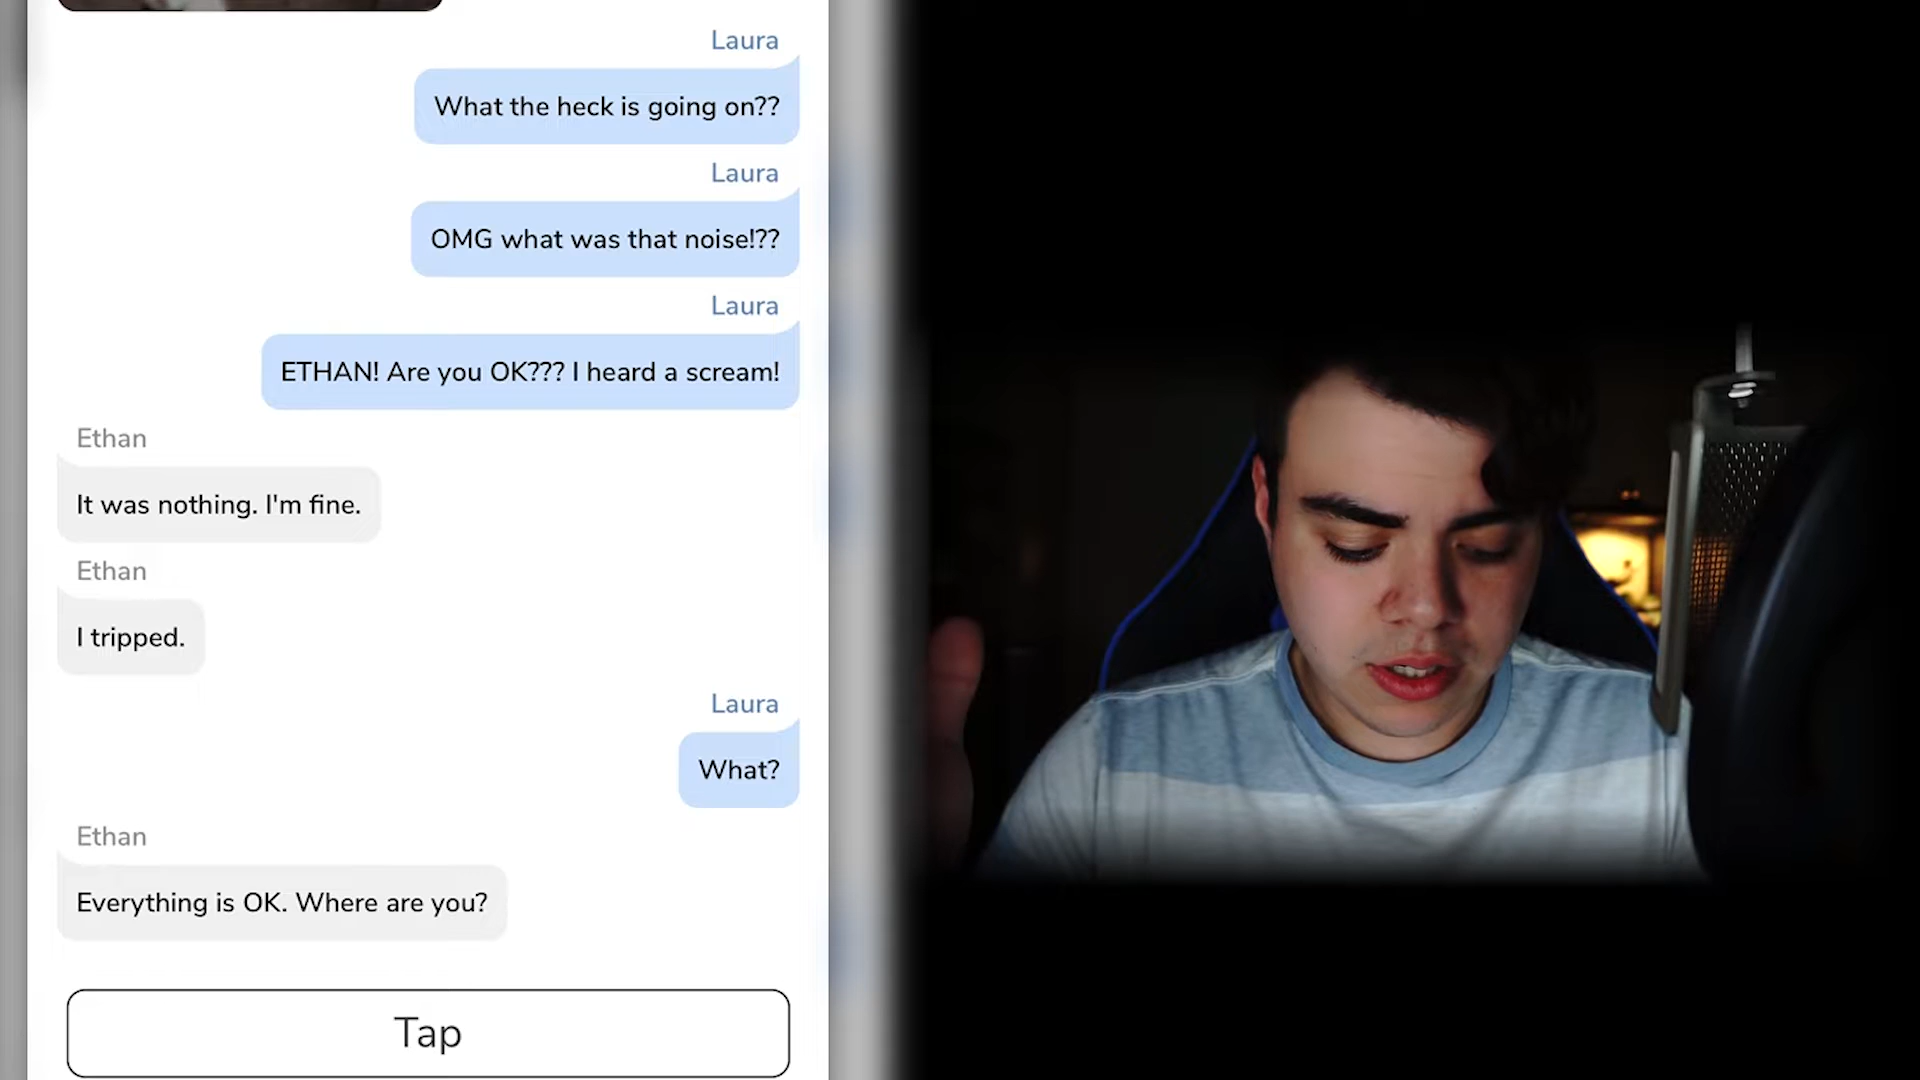 Laura
What the heck is going on??
Laura
OMG what was that noise!??
Laura
ETHAN! Are you OK??? I heard a scream!
Ethan
It was nothing. I'm fine.
Ethan
I tripped.
Laura
What?
Ethan
Everything is OK. Where are you?
Tap